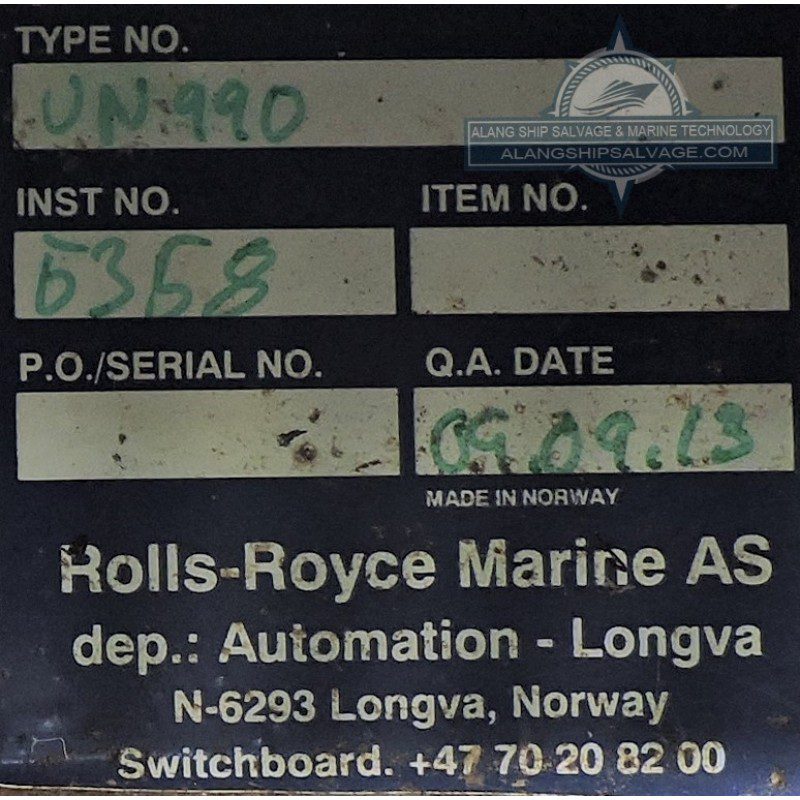 TYPE NO.
UN990
ALANG SHIP SALVAGE & MARINE TECHNOLOGY
ALANGSHIPSALVAGE.COM
INST NO. ITEM NO.
5368
P.O./SERIAL NO. Q.A. DATE
09.09.13
MADE IN NORWAY
Rolls-Royce Marine AS
dep.: Automation - Longva
N-6293 Longva, Norway
Switchboard. +47 70 20 82 00